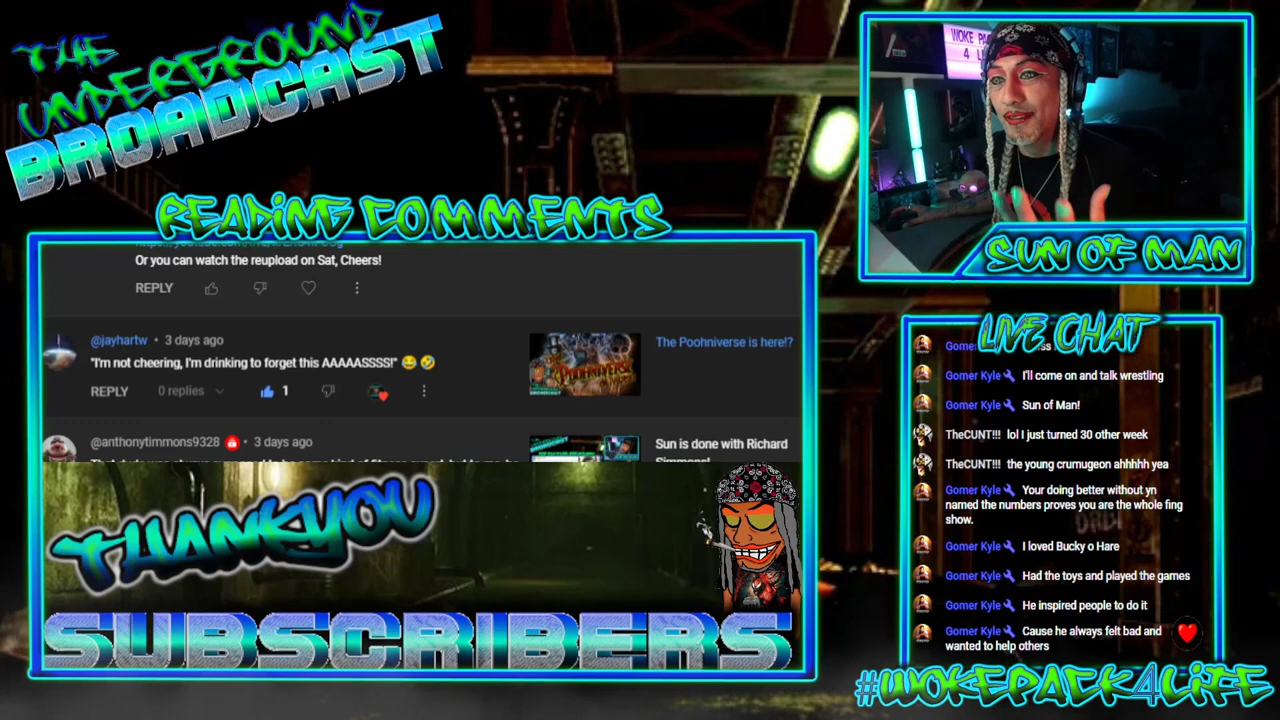 THE
UNDERGROUND
BROADCAST
READING COMMENTS
Or you can watch the reupload on Sat, Cheers!
REPLY
@jayhartw • 3 days ago
"I'm not cheering, I'm drinking to forget this AAAAASSSS!" 😂 🤣
REPLY 0 replies 1
The Poohniverse is here!?
@anthonytimmons9328 • 3 days ago
Sun is done with Richard
Simmons!
THANK YOU
SUBSCRIBERS
WOKE PA
4 L
SUN OF MAN
LIVE CHAT
Gomer Kyle I'll come on and talk wrestling
Gomer Kyle Sun of Man!
TheCUNT!!! lol I just turned 30 other week
TheCUNT!!! the young crumugeon ahhhhh yea
Gomer Kyle Your doing better without yn
named the numbers proves you are the whole fing
show.
Gomer Kyle I loved Bucky o Hare
Gomer Kyle Had the toys and played the games
Gomer Kyle He inspired people to do it
Gomer Kyle Cause he always felt bad and
wanted to help others
#WOKEPACK4LIFE